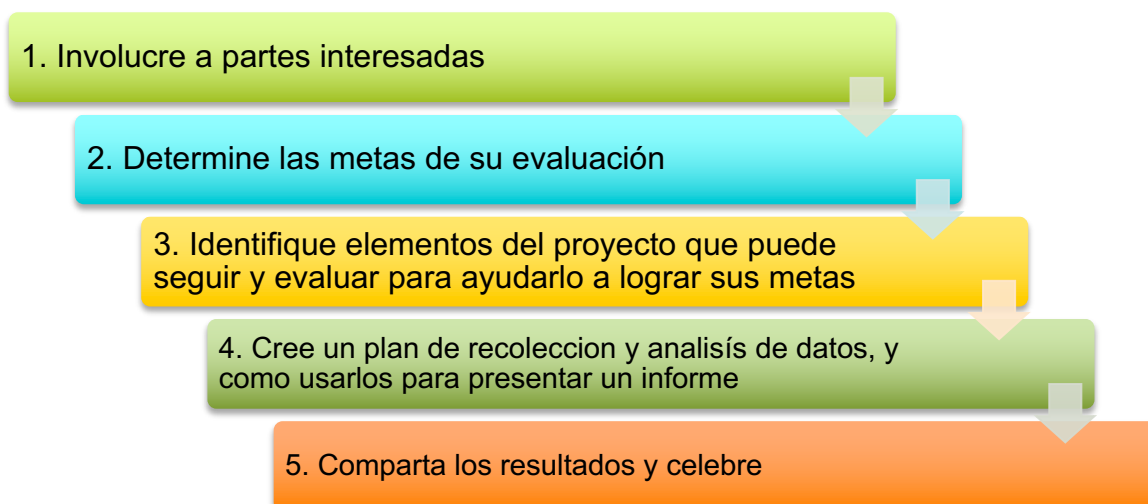 1. Involucre a partes interesadas
2. Determine las metas de su evaluación
3. Identifique elementos del proyecto que puede
seguir y evaluar para ayudarlo a lograr sus metas
4. Cree un plan de recoleccion y analisís de datos, y
como usarlos para presentar un informe
5. Comparta los resultados y celebre